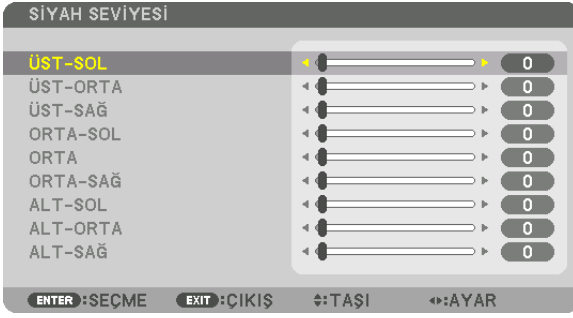 SİYAH SEVİYESİ
ÜST-SOL 0
ÜST-ORTA 0
ÜST-SAĞ 0
ORTA-SOL 0
ORTA 0
ORTA-SAĞ 0
ALT-SOL 0
ALT-ORTA 0
ALT-SAĞ 0
ENTER:SEÇME EXIT:ÇIKIŞ :TAŞI :AYAR